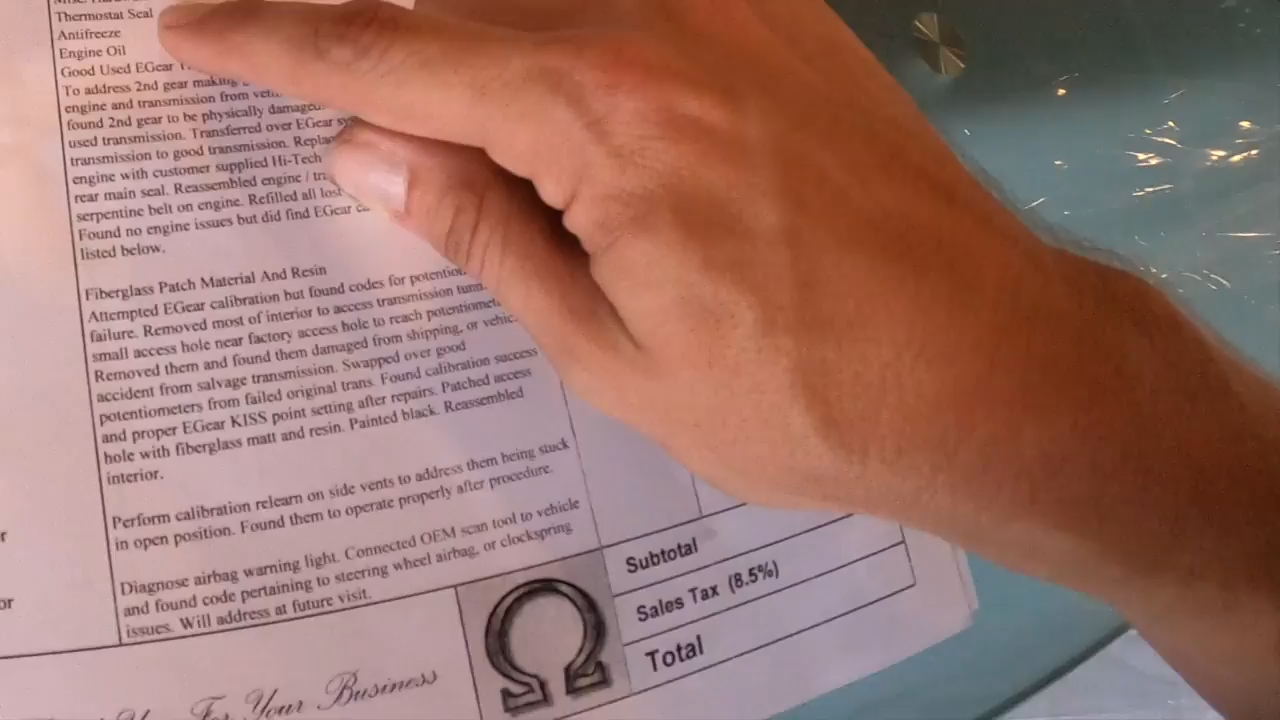 Thermostat Seal
Antifreeze
Engine Oil
Good Used EGear
To address 2nd gear making
engine and transmission from
found 2nd gear to be physically damaged
used transmission. Transferred over EGear
transmission to good transmission.
engine with customer supplied Hi-Tech
rear main seal. Reassembled engine /
serpentine belt on engine. Refilled all lost
Found no engine issues but did find EGear
listed below.
Fiberglass Patch Material And Resin
Attempted EGear calibration but found codes for
failure. Removed most of interior to access transmission
small access hole near factory access hole to reach
Removed them and found them damaged from shipping, or
accident from salvage transmission. Swapped over good
potentiometers from failed original trans. Found calibration success
and proper EGear KISS point setting after repairs. Patched access
hole with fiberglass matt and resin. Painted black. Reassembled
interior.
Perform calibration relearn on side vents to address them being stuck
in open position. Found them to operate properly after procedure.
Diagnose airbag warning light. Connected OEM scan tool to vehicle
and found code pertaining to steering wheel airbag, or clockspring
issues. Will address at future visit.
r
or
Subtotal
Sales Tax (8.5%)
Total
For Your Business